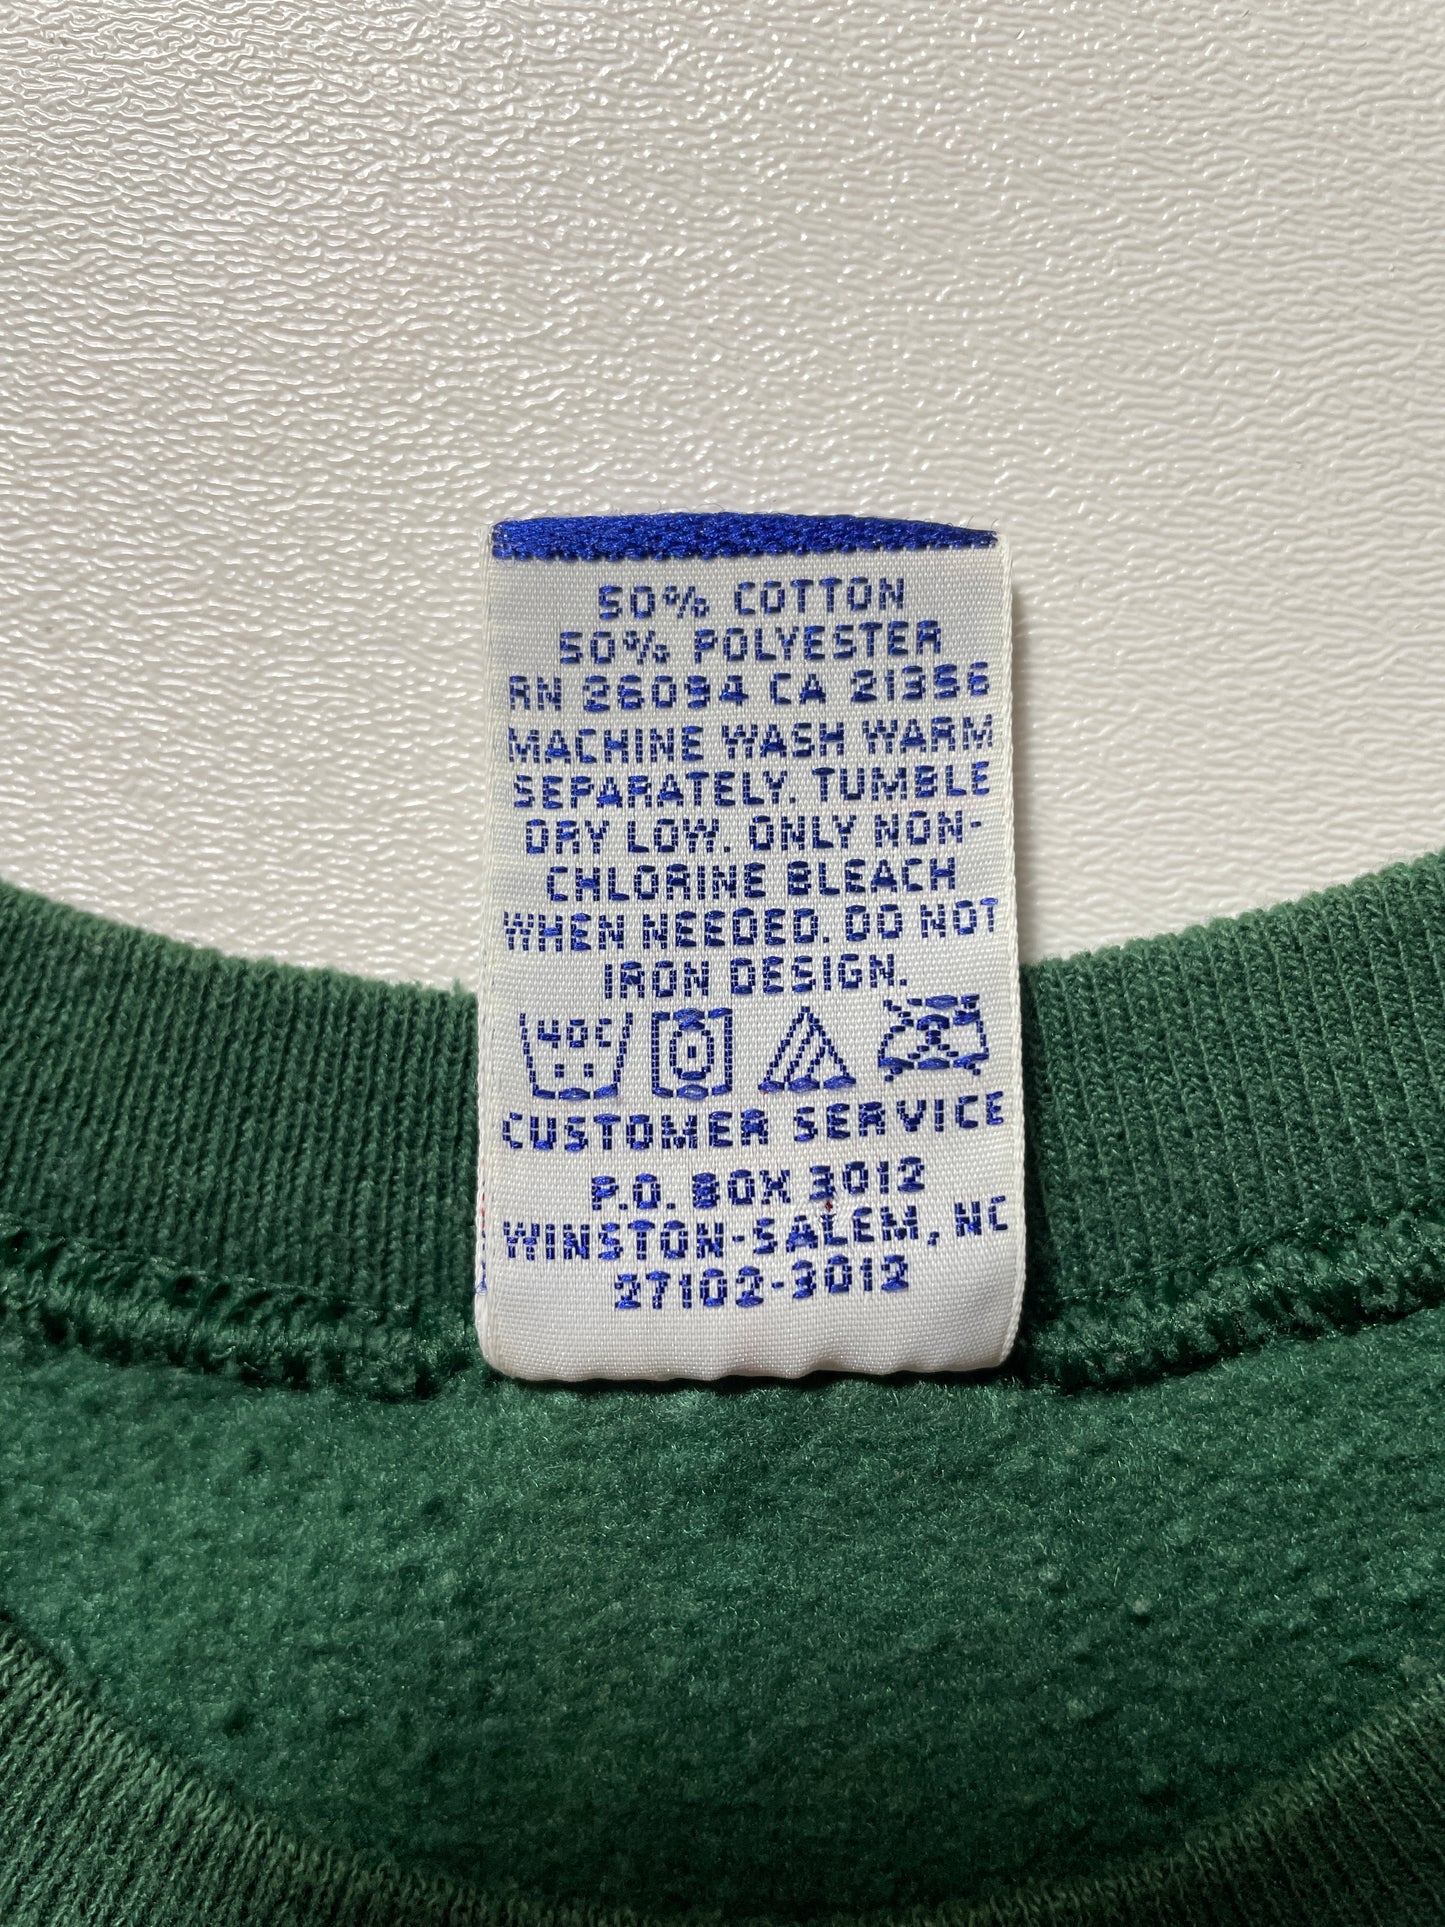 50% COTTON
50% POLYESTER
RN 26094 CA 21356
MACHINE WASH WARM
SEPARATELY. TUMBLE
DRY LOW. ONLY NON-
CHLORINE BLEACH
WHEN NEEDED. DO NOT
IRON DESIGN.
40C
CUSTOMER SERVICE
P.O. BOX 3012
WINSTON-SALEM, NC
27102-3012